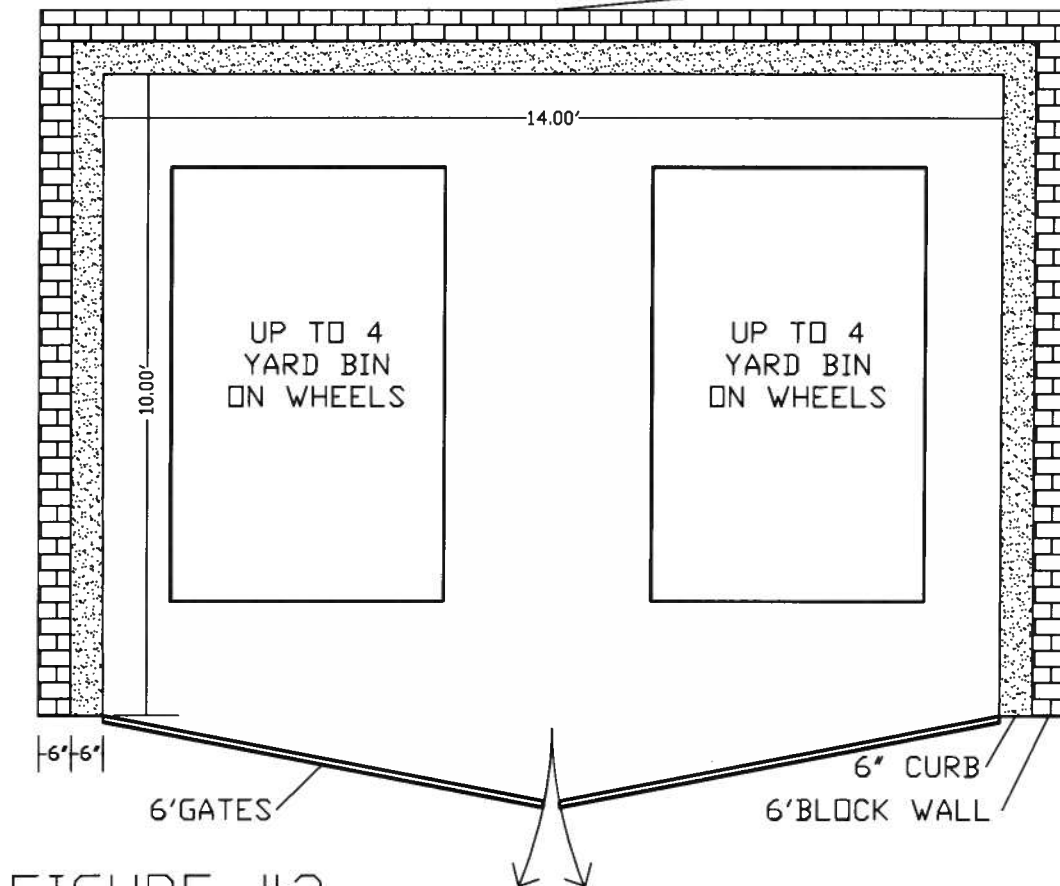 14.00'
10.00'
UP TO 4
YARD BIN
ON WHEELS
UP TO 4
YARD BIN
ON WHEELS
6" 6"
6'GATES
6" CURB
6'BLOCK WALL
FIGURE